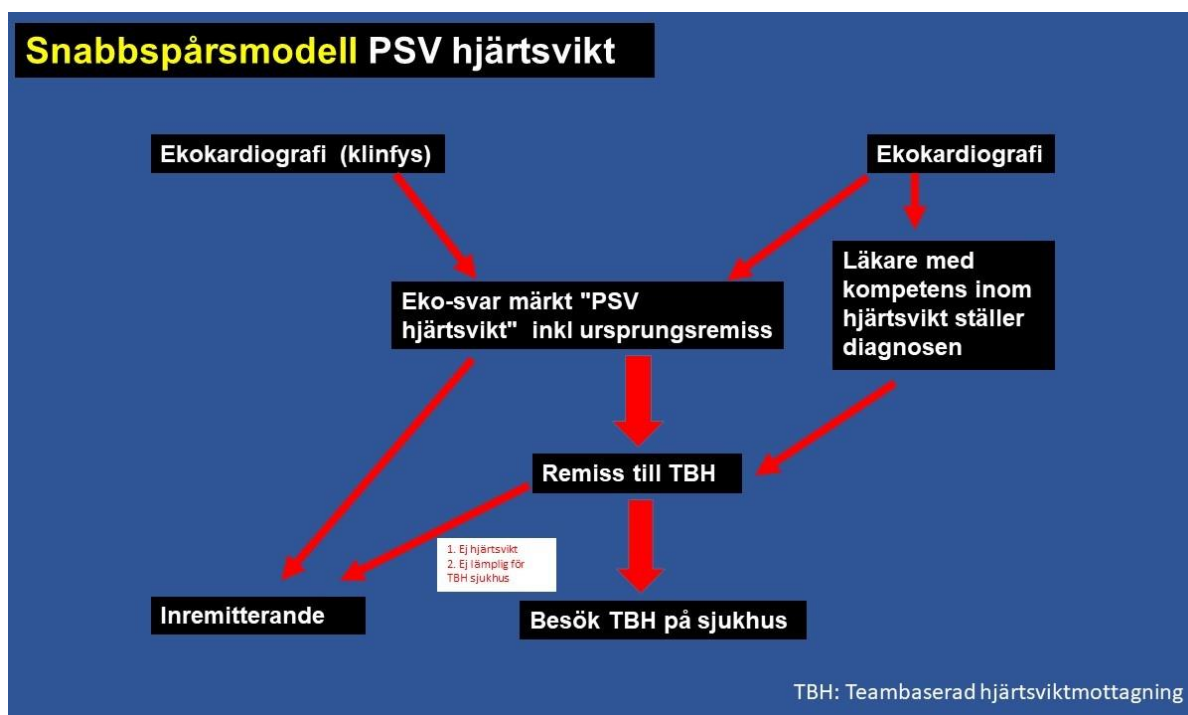 Snabbspårsmodell PSV hjärtsvikt
Ekokardiografi (klinfys)
Ekokardiografi
Läkare med
kompetens inom
hjärtsvikt ställer
diagnosen
Eko-svar märkt "PSV
hjärtsvikt" inkl ursprungsremiss
Remiss till TBH
1. Ej hjärtsvikt
2. Ej lämplig för
TBH sjukhus
Inremitterande
Besök TBH på sjukhus
TBH: Teambaserad hjärtsviktmottagning